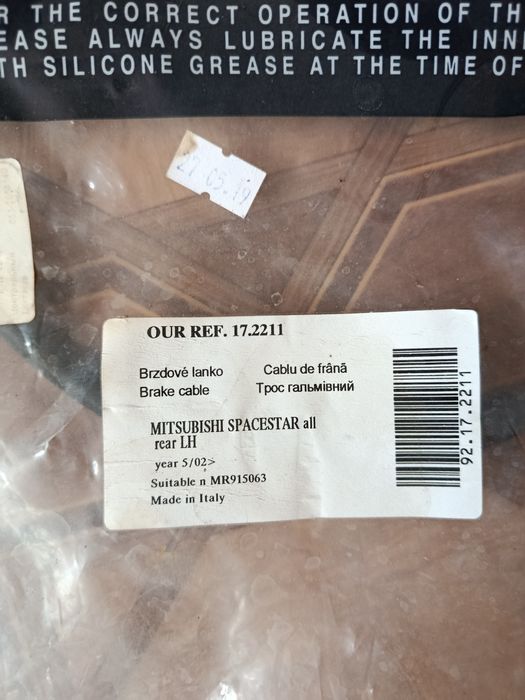 R THE CORRECT OPERATION OF TH
EASE ALWAYS LUBRICATE THE INN
TH SILICONE GREASE AT THE TIME OF
27 05.19
OUR REF. 17.2211
Brzdové lanko Cablu de frână
Brake cable Трос гальмівний
MITSUBISHI SPACESTAR all
rear LH
year 5/02>
Suitable n MR915063
Made in Italy
92.17.2211